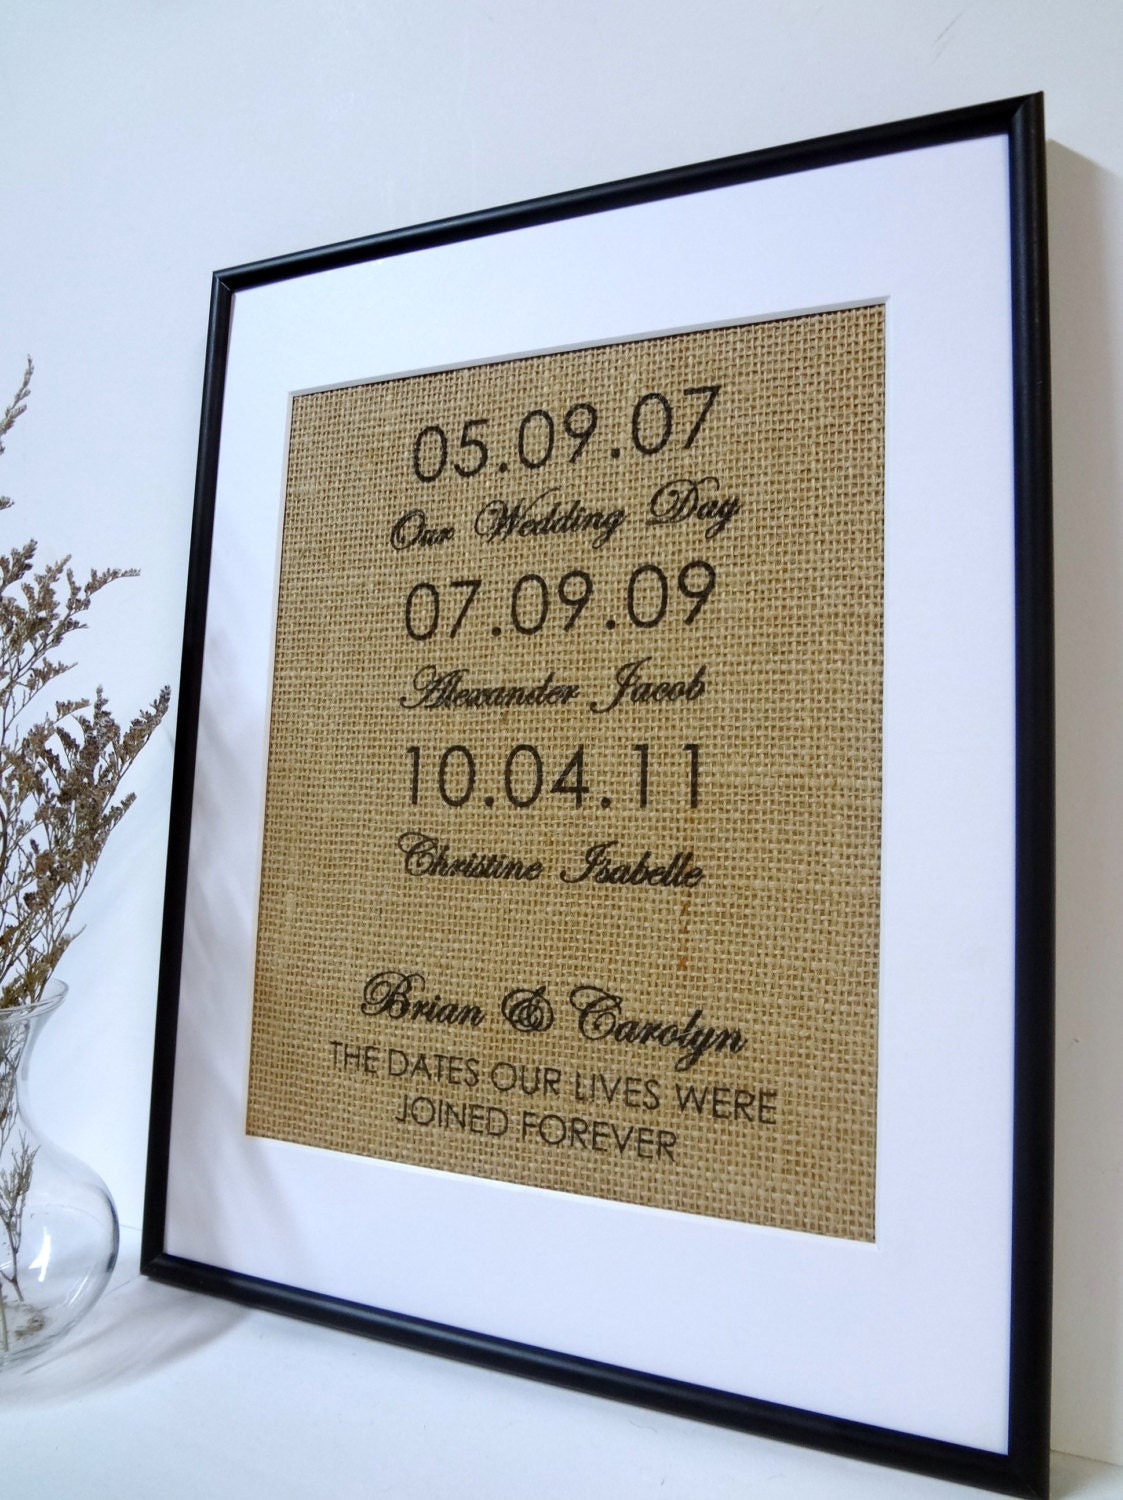 05.09.07
Our Wedding Day
07.09.09
Alexander Jacob
10.04.11
Christine Isabelle
Brian & Carolyn
THE DATES OUR LIVES WERE
JOINED FOREVER